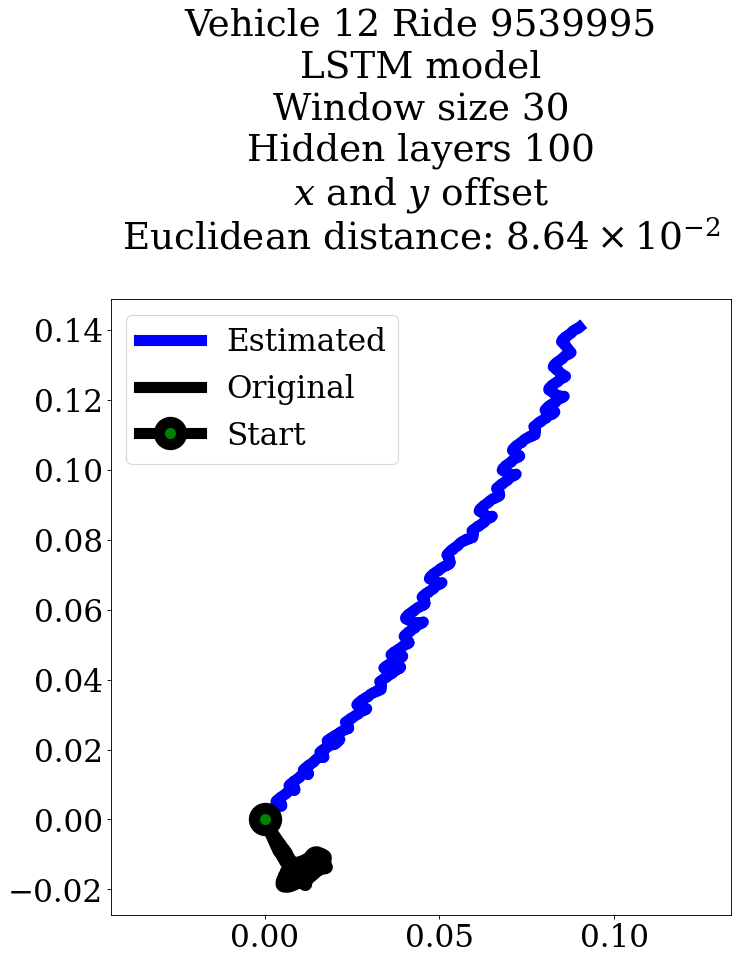 Vehicle 12 Ride 9539995
LSTM model
Window size 30
Hidden layers 100
x and y offset
Euclidean distance: 8.64 × 10⁻²
Estimated
Original
Start
0.14
0.12
0.10
0.08
0.06
0.04
0.02
0.00
−0.02
0.00 0.05 0.10